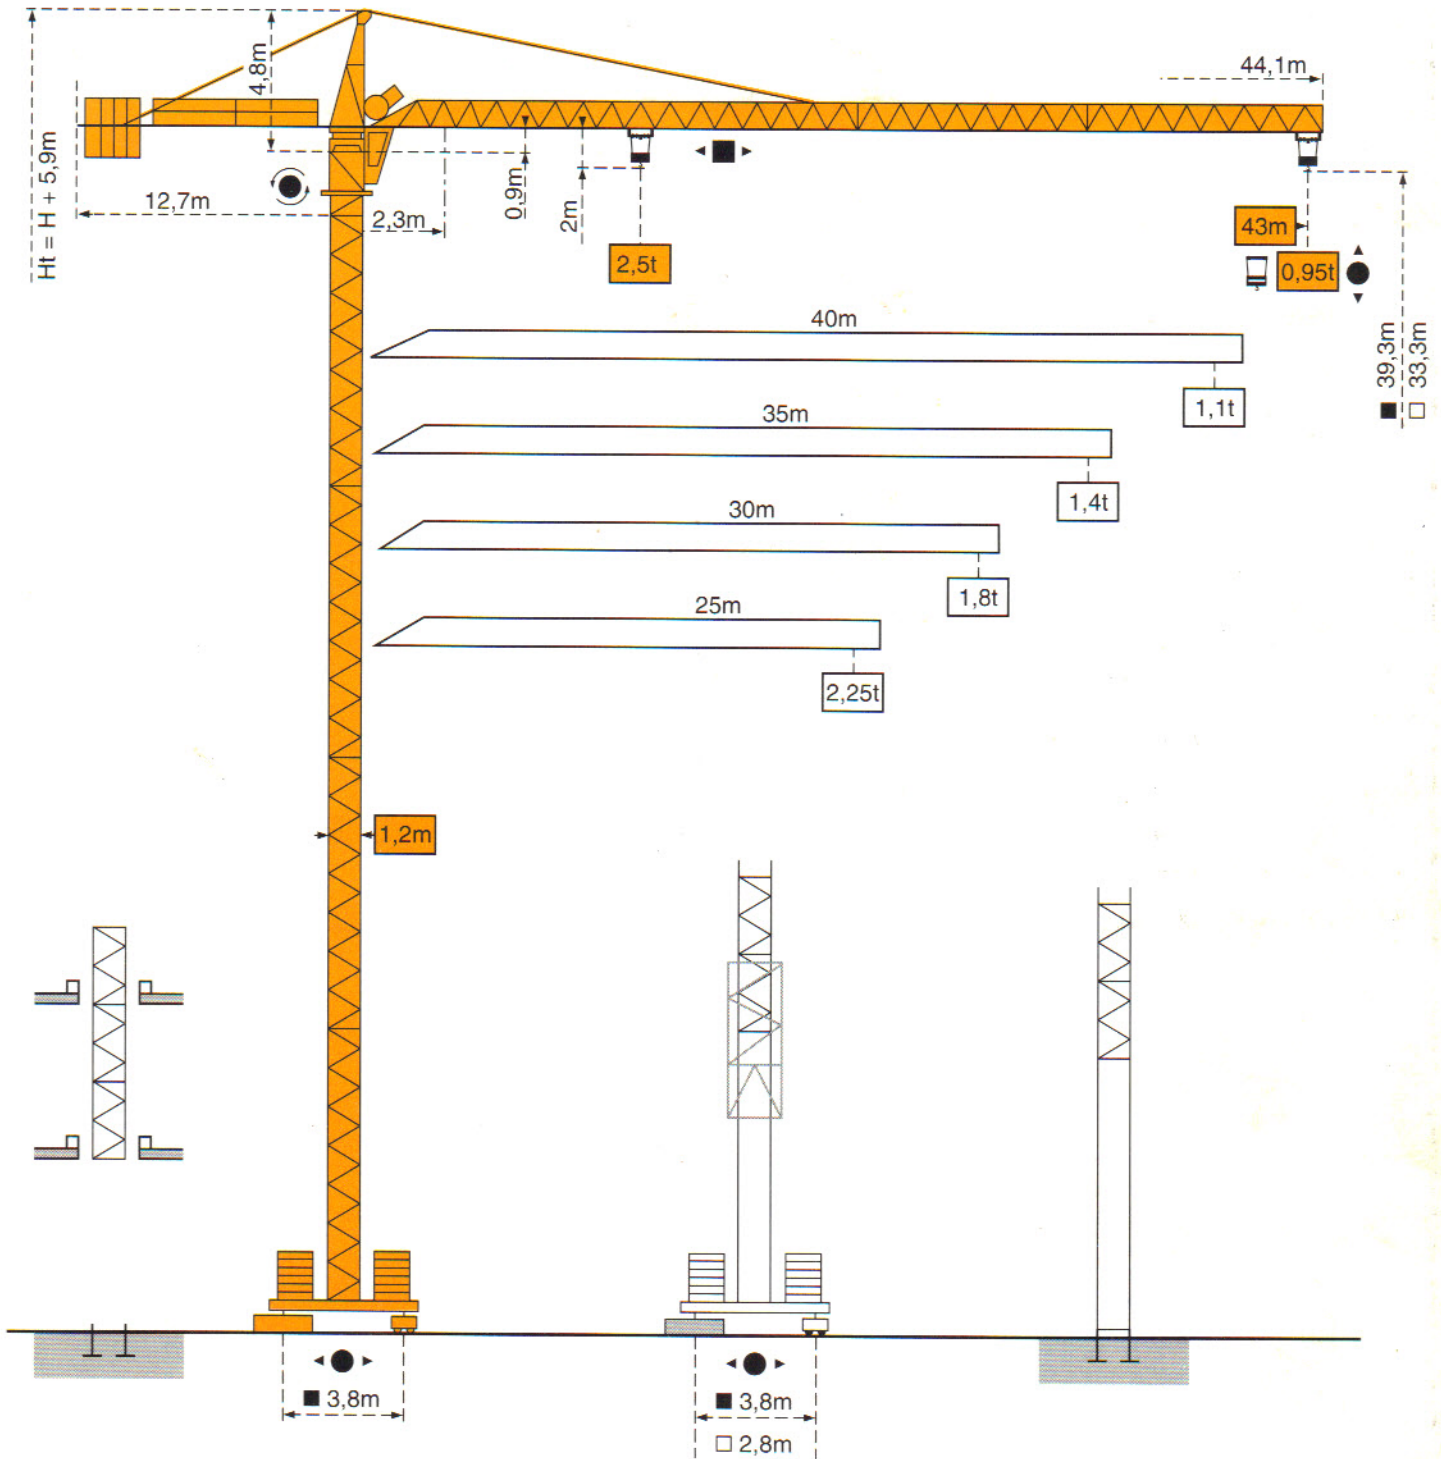 44,1m
4,8m
Ht = H + 5,9m
12,7m
2,3m
0,9m
2m
2,5t
43m
0,95t
39,3m
33,3m
40m
1,1t
35m
1,4t
30m
1,8t
25m
2,25t
1,2m
3,8m
3,8m
2,8m